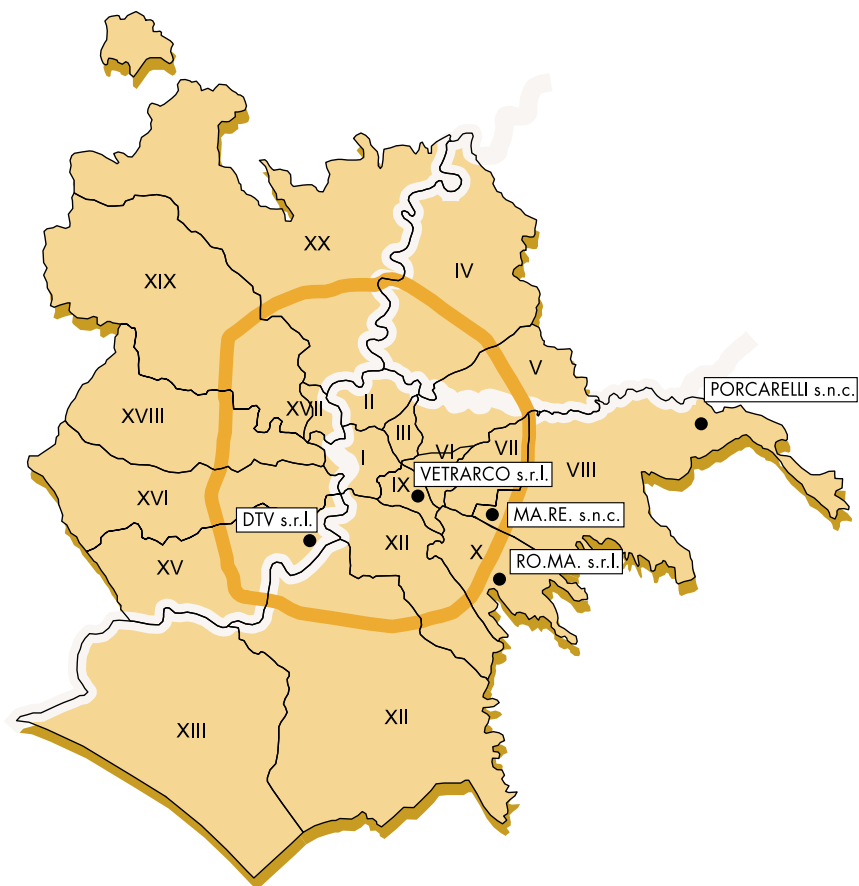 XX
IV
XIX
V
PORCARELLI s.n.c.
XVIII
XVII
II
III
VI
VII
VIII
I
IX
VETRARCO s.r.l.
XVI
DTV s.r.l.
MA.RE. s.n.c.
XII
X
RO.MA. s.r.l.
XV
XIII
XII